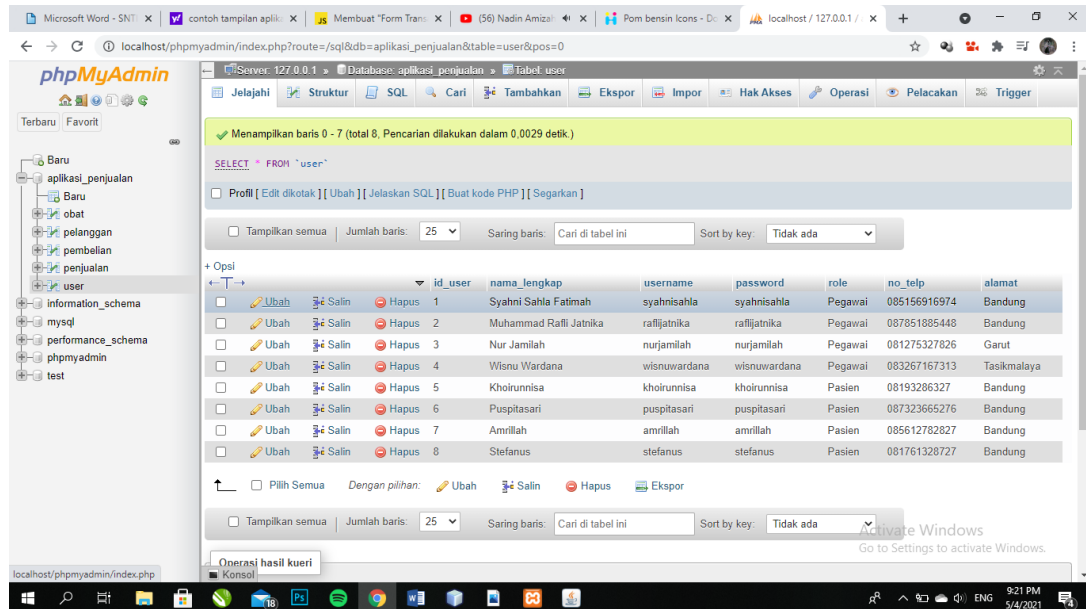 Microsoft Word - SNTI
contoh tampilan aplik
Membuat "Form Trans
(56) Nadin Amizah
Pom bensin Icons - Do
localhost / 127.0.0.1 /
localhost/phpmyadmin/index.php?route=/sql&db=aplikasi_penjualan&table=user&pos=0
phpMyAdmin
Terbaru Favorit
Baru
aplikasi_penjualan
Baru
obat
pelanggan
pembelian
penjualan
user
information_schema
mysql
performance_schema
phpmyadmin
test
Server: 127.0.0.1 » Database: aplikasi_penjualan » Tabel: user
Jelajahi Struktur SQL Cari Tambahkan Ekspor Impor Hak Akses Operasi Pelacakan Trigger
Menampilkan baris 0 - 7 (total 8, Pencarian dilakukan dalam 0,0029 detik.)
SELECT * FROM `user`
Profil [ Edit dikotak ] [ Ubah ] [ Jelaskan SQL ] [ Buat kode PHP ] [ Segarkan ]
Tampilkan semua | Jumlah baris: 25 Saring baris: Cari di tabel ini Sort by key: Tidak ada
+ Opsi
←T→ id_user nama_lengkap username password role no_telp alamat
Ubah Salin Hapus 1 Syahni Sahla Fatimah syahnisahla syahnisahla Pegawai 085156916974 Bandung
Ubah Salin Hapus 2 Muhammad Rafli Jatnika raflijatnika raflijatnika Pegawai 087851885448 Bandung
Ubah Salin Hapus 3 Nur Jamilah nurjamilah nurjamilah Pegawai 081275327826 Garut
Ubah Salin Hapus 4 Wisnu Wardana wisnuwardana wisnuwardana Pegawai 083267167313 Tasikmalaya
Ubah Salin Hapus 5 Khoirunnisa khoirunnisa khoirunnisa Pasien 08193286327 Bandung
Ubah Salin Hapus 6 Puspitasari puspitasari puspitasari Pasien 087323665276 Bandung
Ubah Salin Hapus 7 Amrillah amrillah amrillah Pasien 085612782827 Bandung
Ubah Salin Hapus 8 Stefanus stefanus stefanus Pasien 081761328727 Bandung
Pilih Semua Dengan pilihan: Ubah Salin Hapus Ekspor
Tampilkan semua | Jumlah baris: 25 Saring baris: Cari di tabel ini Sort by key: Tidak ada
Activate Windows
Go to Settings to activate Windows.
Operasi hasil kueri
Konsol
localhost/phpmyadmin/index.php
18
ENG
9:21 PM
5/4/2021
4